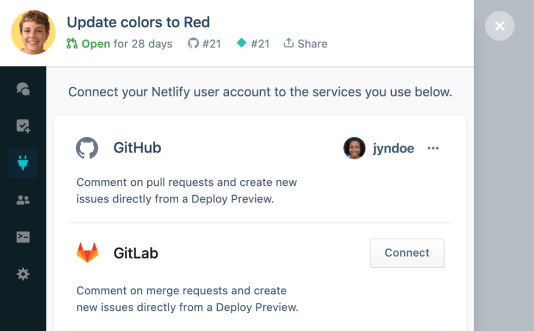 Update colors to Red
Open for 28 days #21 #21 Share
Connect your Netlify user account to the services you use below.
GitHub jyndoe
Comment on pull requests and create new
issues directly from a Deploy Preview.
GitLab Connect
Comment on merge requests and create
new issues directly from a Deploy Preview.